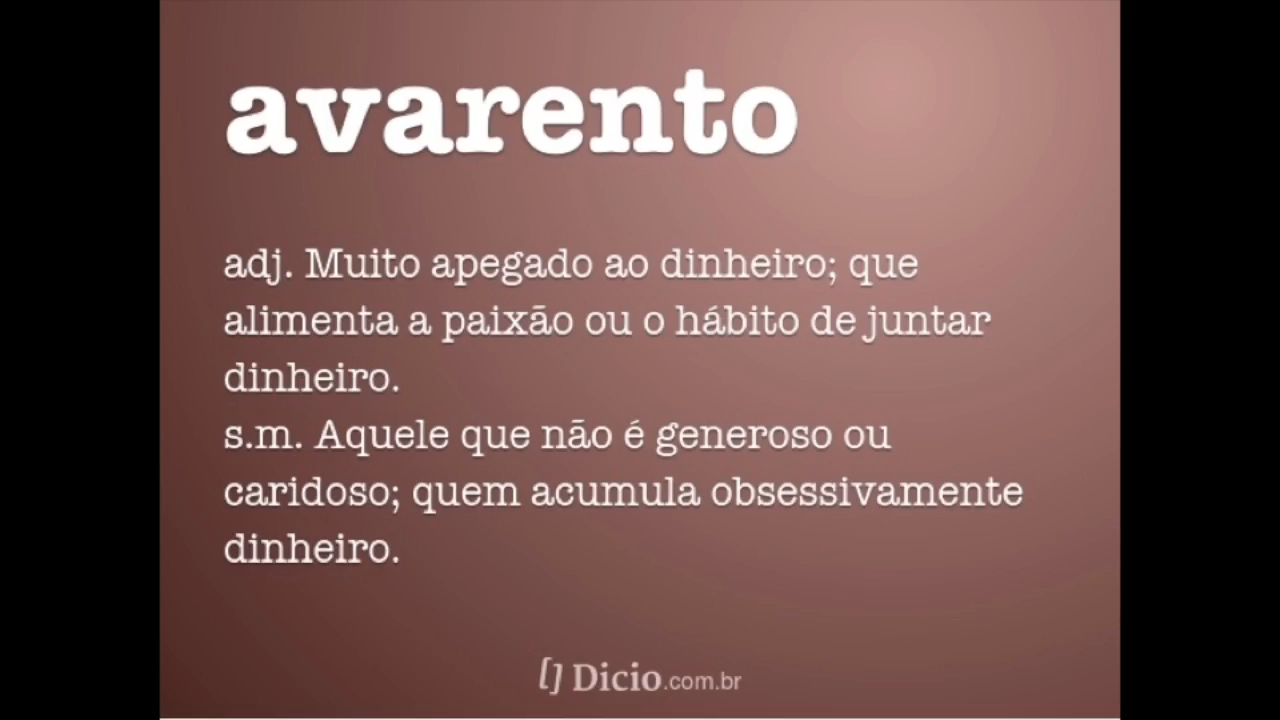 avarento
adj. Muito apegado ao dinheiro; que
alimenta a paixão ou o hábito de juntar
dinheiro.
s.m. Aquele que não é generoso ou
caridoso; quem acumula obsessivamente
dinheiro.
[] Dicio.com.br